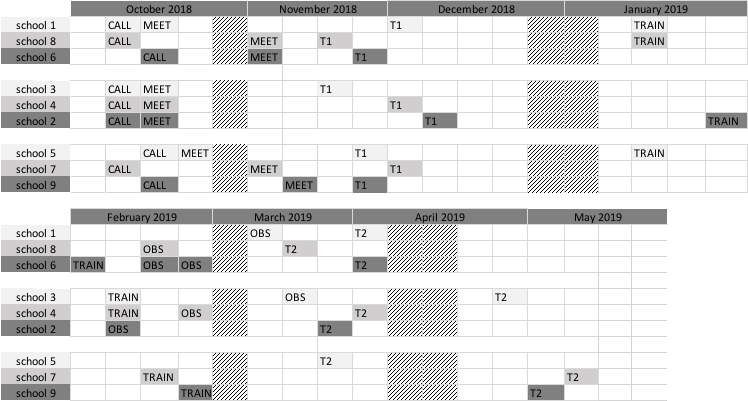 October 2018 November 2018 December 2018 January 2019
school 1 CALL MEET T1 TRAIN
school 8 CALL MEET T1 TRAIN
school 6 CALL MEET T1
school 3 CALL MEET T1
school 4 CALL MEET T1
school 2 CALL MEET T1 TRAIN
school 5 CALL MEET T1 TRAIN
school 7 CALL MEET T1
school 9 CALL MEET T1
February 2019 March 2019 April 2019 May 2019
school 1 OBS T2
school 8 OBS T2
school 6 TRAIN OBS OBS T2
school 3 TRAIN OBS T2
school 4 TRAIN OBS T2
school 2 OBS T2
school 5 T2
school 7 TRAIN T2
school 9 TRAIN T2